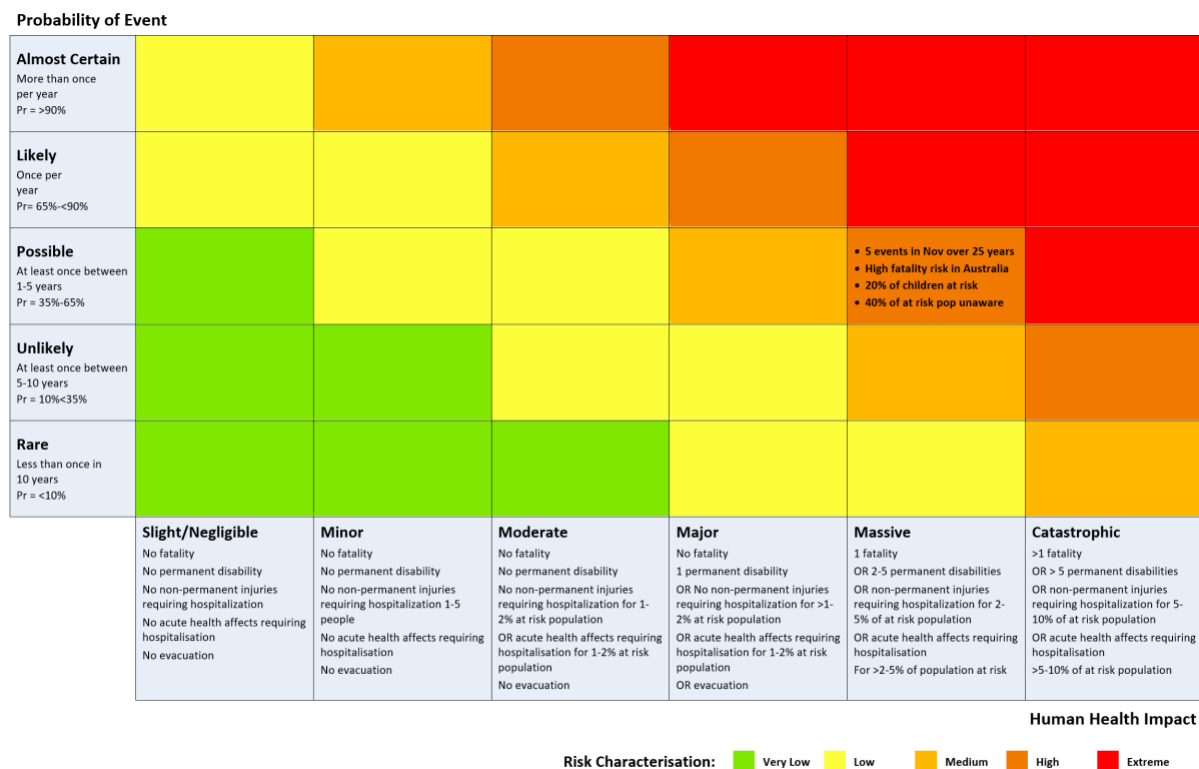 Probability of Event
Almost Certain
More than once
per year
Pr = >90%
Likely
Once per
year
Pr= 65%-<90%
Possible
At least once between
1-5 years
Pr = 35%-65%
• 5 events in Nov over 25 years
• High fatality risk in Australia
• 20% of children at risk
• 40% of at risk pop unaware
Unlikely
At least once between
5-10 years
Pr = 10%<35%
Rare
Less than once in
10 years
Pr = <10%
Slight/Negligible
No fatality
No permanent disability
No non-permanent injuries
requiring hospitalization
No acute health affects requiring
hospitalisation
No evacuation
Minor
No fatality
No permanent disability
No non-permanent injuries
requiring hospitalization 1-5
people
No acute health affects requiring
hospitalisation
No evacuation
Moderate
No fatality
No permanent disability
No non-permanent injuries
requiring hospitalization for 1-
2% at risk population
OR acute health affects requiring
hospitalisation for 1-2% at risk
population
No evacuation
Major
No fatality
1 permanent disability
OR No non-permanent injuries
requiring hospitalization for >1-
2% at risk population
OR acute health affects requiring
hospitalisation for 1-2% at risk
population
OR evacuation
Massive
1 fatality
OR 2-5 permanent disabilities
OR non-permanent injuries
requiring hospitalization for 2-
5% of at risk population
OR acute health affects requiring
hospitalisation
For >2-5% of population at risk
Catastrophic
>1 fatality
OR > 5 permanent disabilities
OR non-permanent injuries
requiring hospitalization for 5-
10% of at risk population
OR acute health affects requiring
hospitalisation
>5-10% of at risk population
Human Health Impact
Risk Characterisation: Very Low Low Medium High Extreme